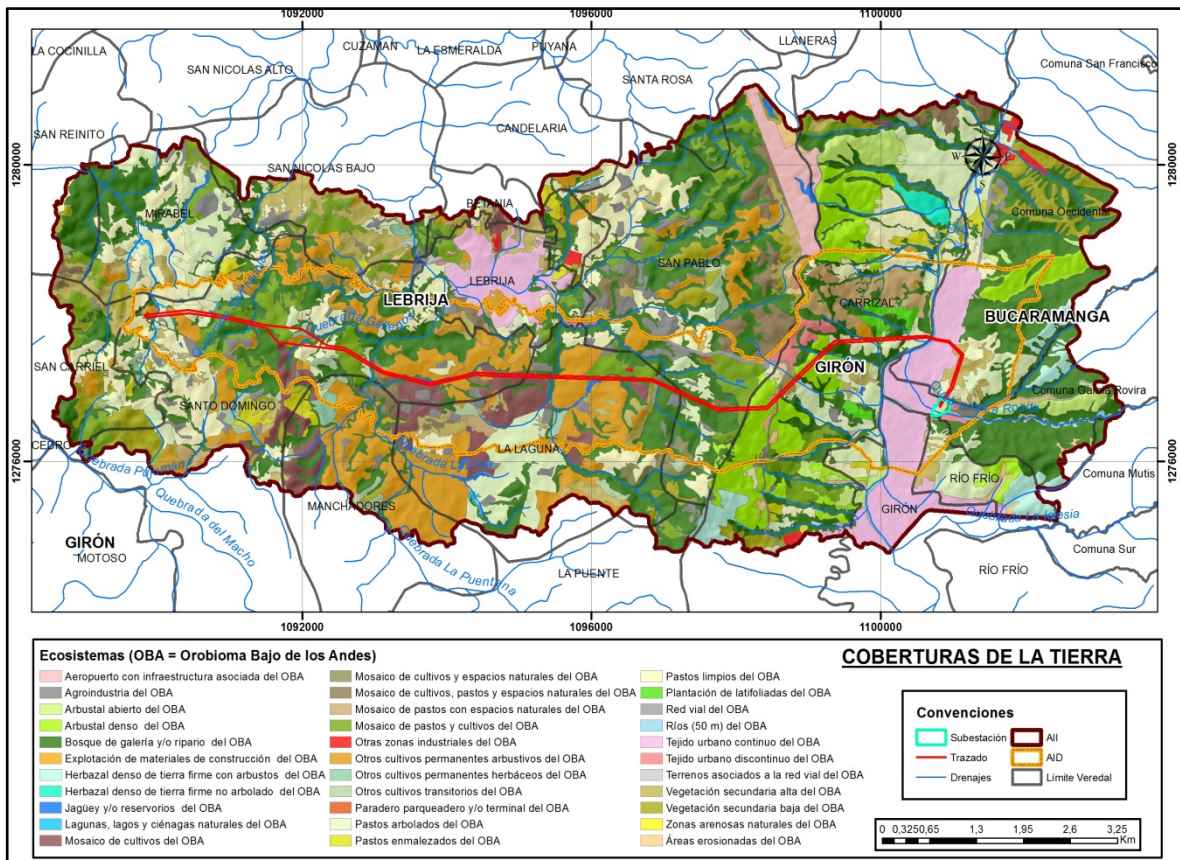 1092000 1096000 1100000
LA COCINILLA
CUZAMAN
LA ESMERALDA
PUYANA
LLANERAS
SAN NICOLAS ALTO
SANTA ROSA
Comuna San Francisco
SAN REINITO
CANDELARIA
1280000
1280000
SAN NICOLAS BAJO
W
S
MIRABEL
BETANIA
Comuna Occidental
LEBRIJA
SAN PABLO
LEBRIJA
CARRIZAL
BUCARAMANGA
SAN CARRIEL
GIRÓN
Comuna García Rovira
SANTO DOMINGO
CEDRO
LA LAGUNA
1276000
1276000
RÍO FRÍO
Comuna Mutis
Quebrada del Macho
MANCHADORES
GIRÓN
Quebrada La Iglesia
GIRÓN
MOTOSO
Quebrada La Puentana
LA PUENTE
Comuna Sur
RÍO FRÍO
1092000 1096000 1100000
Ecosistemas (OBA = Orobioma Bajo de los Andes)
Aeropuerto con infraestructura asociada del OBA
Agroindustria del OBA
Arbustal abierto del OBA
Arbustal denso del OBA
Bosque de galería y/o ripario del OBA
Explotación de materiales de construcción del OBA
Herbazal denso de tierra firme con arbustos del OBA
Herbazal denso de tierra firme no arbolado del OBA
Jagüey y/o reservorios del OBA
Lagunas, lagos y ciénagas naturales del OBA
Mosaico de cultivos del OBA
Mosaico de cultivos y espacios naturales del OBA
Mosaico de cultivos, pastos y espacios naturales del OBA
Mosaico de pastos con espacios naturales del OBA
Mosaico de pastos y cultivos del OBA
Otras zonas industriales del OBA
Otros cultivos permanentes arbustivos del OBA
Otros cultivos permanentes herbáceos del OBA
Otros cultivos transitorios del OBA
Paradero parqueadero y/o terminal del OBA
Pastos arbolados del OBA
Pastos enmalezados del OBA
Pastos limpios del OBA
Plantación de latifoliadas del OBA
Red vial del OBA
Ríos (50 m) del OBA
Tejido urbano continuo del OBA
Tejido urbano discontinuo del OBA
Terrenos asociados a la red vial del OBA
Vegetación secundaria alta del OBA
Vegetación secundaria baja del OBA
Zonas arenosas naturales del OBA
Áreas erosionadas del OBA
COBERTURAS DE LA TIERRA
Convenciones
Subestación
Trazado
Drenajes
AII
AID
Límite Veredal
0 0,325 0,65 1,3 1,95 2,6 3,25
Km